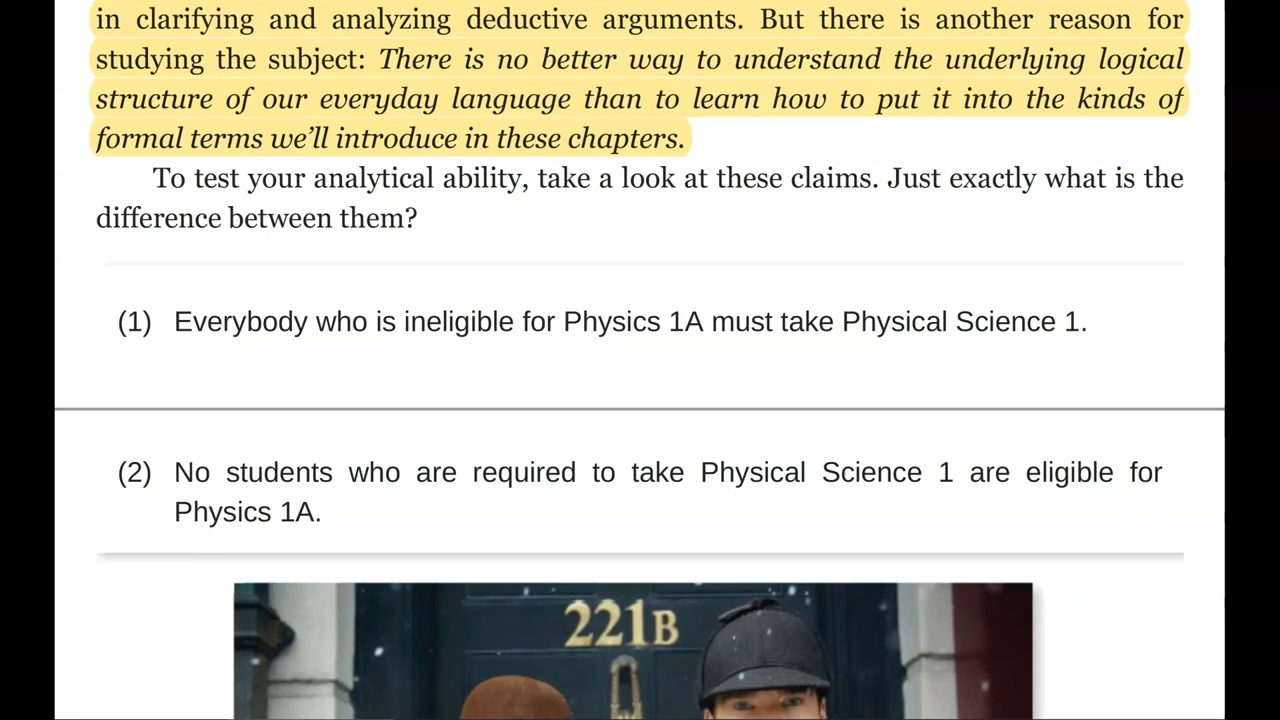 in clarifying and analyzing deductive arguments. But there is another reason for
studying the subject: There is no better way to understand the underlying logical
structure of our everyday language than to learn how to put it into the kinds of
formal terms we’ll introduce in these chapters.
To test your analytical ability, take a look at these claims. Just exactly what is the
difference between them?
(1) Everybody who is ineligible for Physics 1A must take Physical Science 1.
(2) No students who are required to take Physical Science 1 are eligible for
Physics 1A.
221B